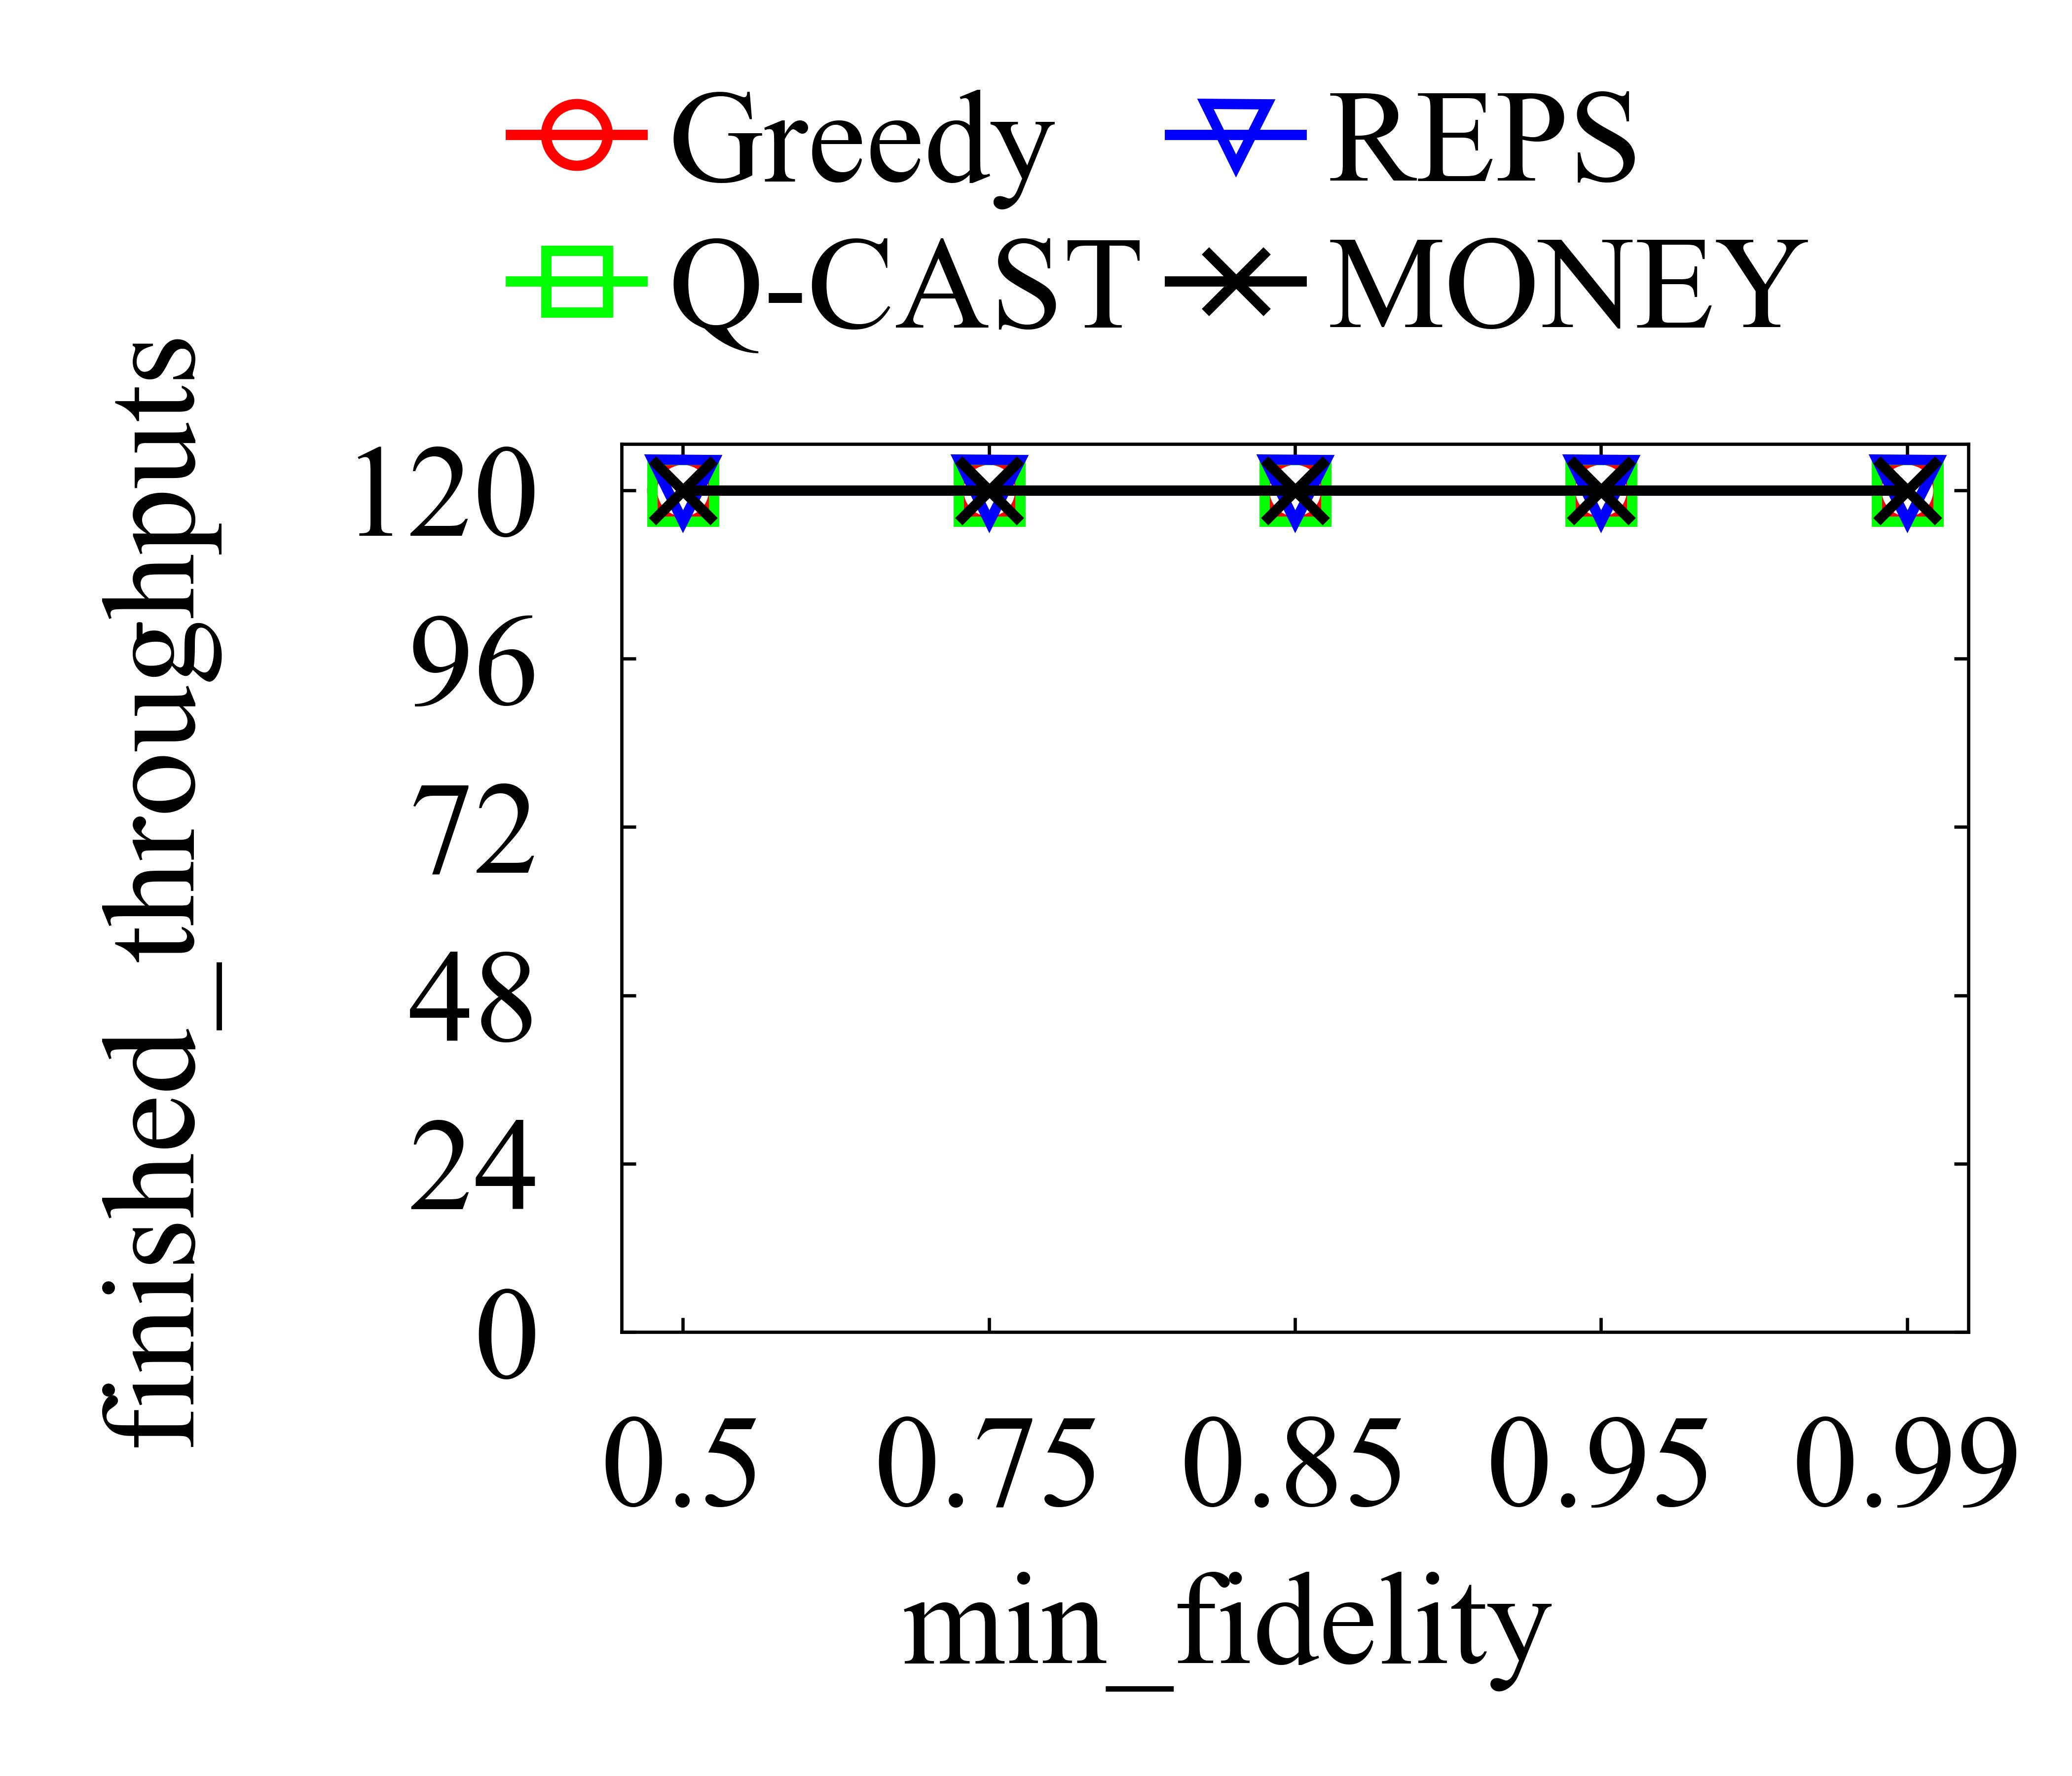 Greedy REPS
Q-CAST MONEY
finished_throughputs
120
96
72
48
24
0
0.5 0.75 0.85 0.95 0.99
min_fidelity